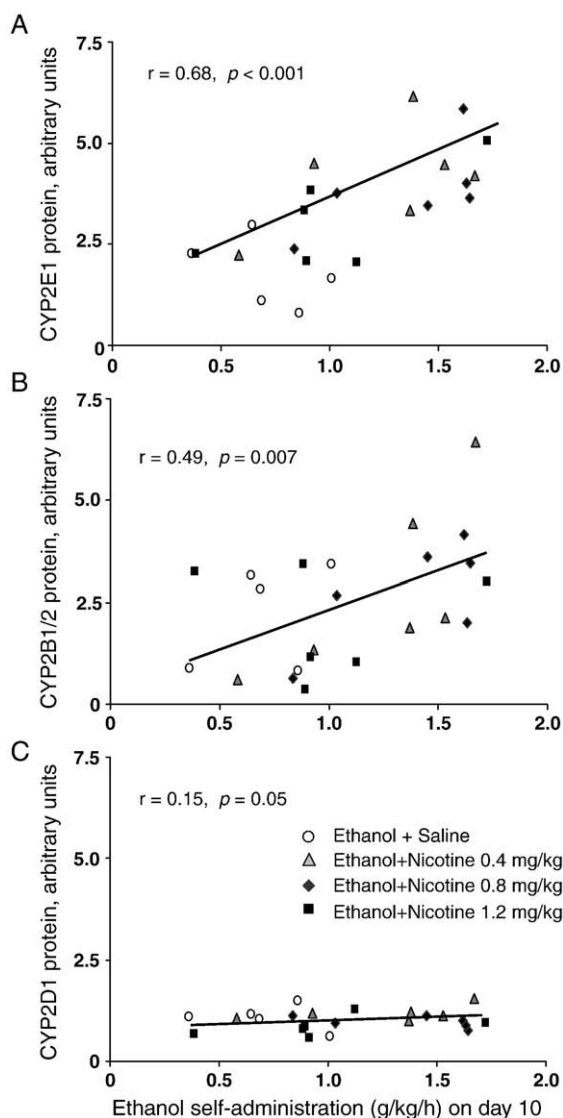 A
7.5
r = 0.68, p < 0.001
5.0
2.5
0
CYP2E1 protein, arbitrary units
0 0.5 1.0 1.5 2.0
B
7.5
r = 0.49, p = 0.007
5.0
2.5
0
CYP2B1/2 protein, arbitrary units
0 0.5 1.0 1.5 2.0
C
7.5
r = 0.15, p = 0.05
5.0
2.5
0
CYP2D1 protein, arbitrary units
Ethanol + Saline
Ethanol+Nicotine 0.4 mg/kg
Ethanol+Nicotine 0.8 mg/kg
Ethanol+Nicotine 1.2 mg/kg
0 0.5 1.0 1.5 2.0
Ethanol self-administration (g/kg/h) on day 10